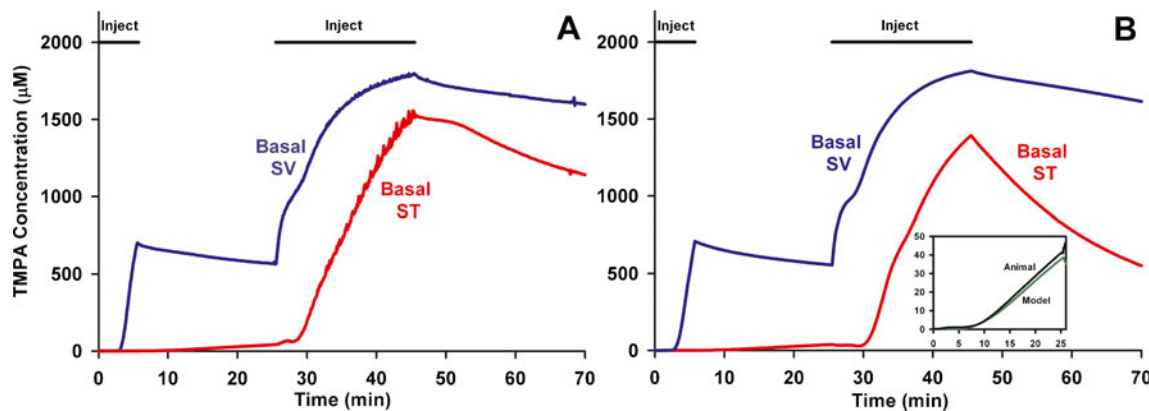 Inject
Inject
A
2000
1500
1000
500
0
TMPA Concentration (µM)
Basal
SV
Basal
ST
0 10 20 30 40 50 60 70
Time (min)
Inject
Inject
B
2000
1500
1000
500
0
Basal
SV
Basal
ST
50
40
30
20
10
0
Animal
Model
0 5 10 15 20 25
0 10 20 30 40 50 60 70
Time (min)